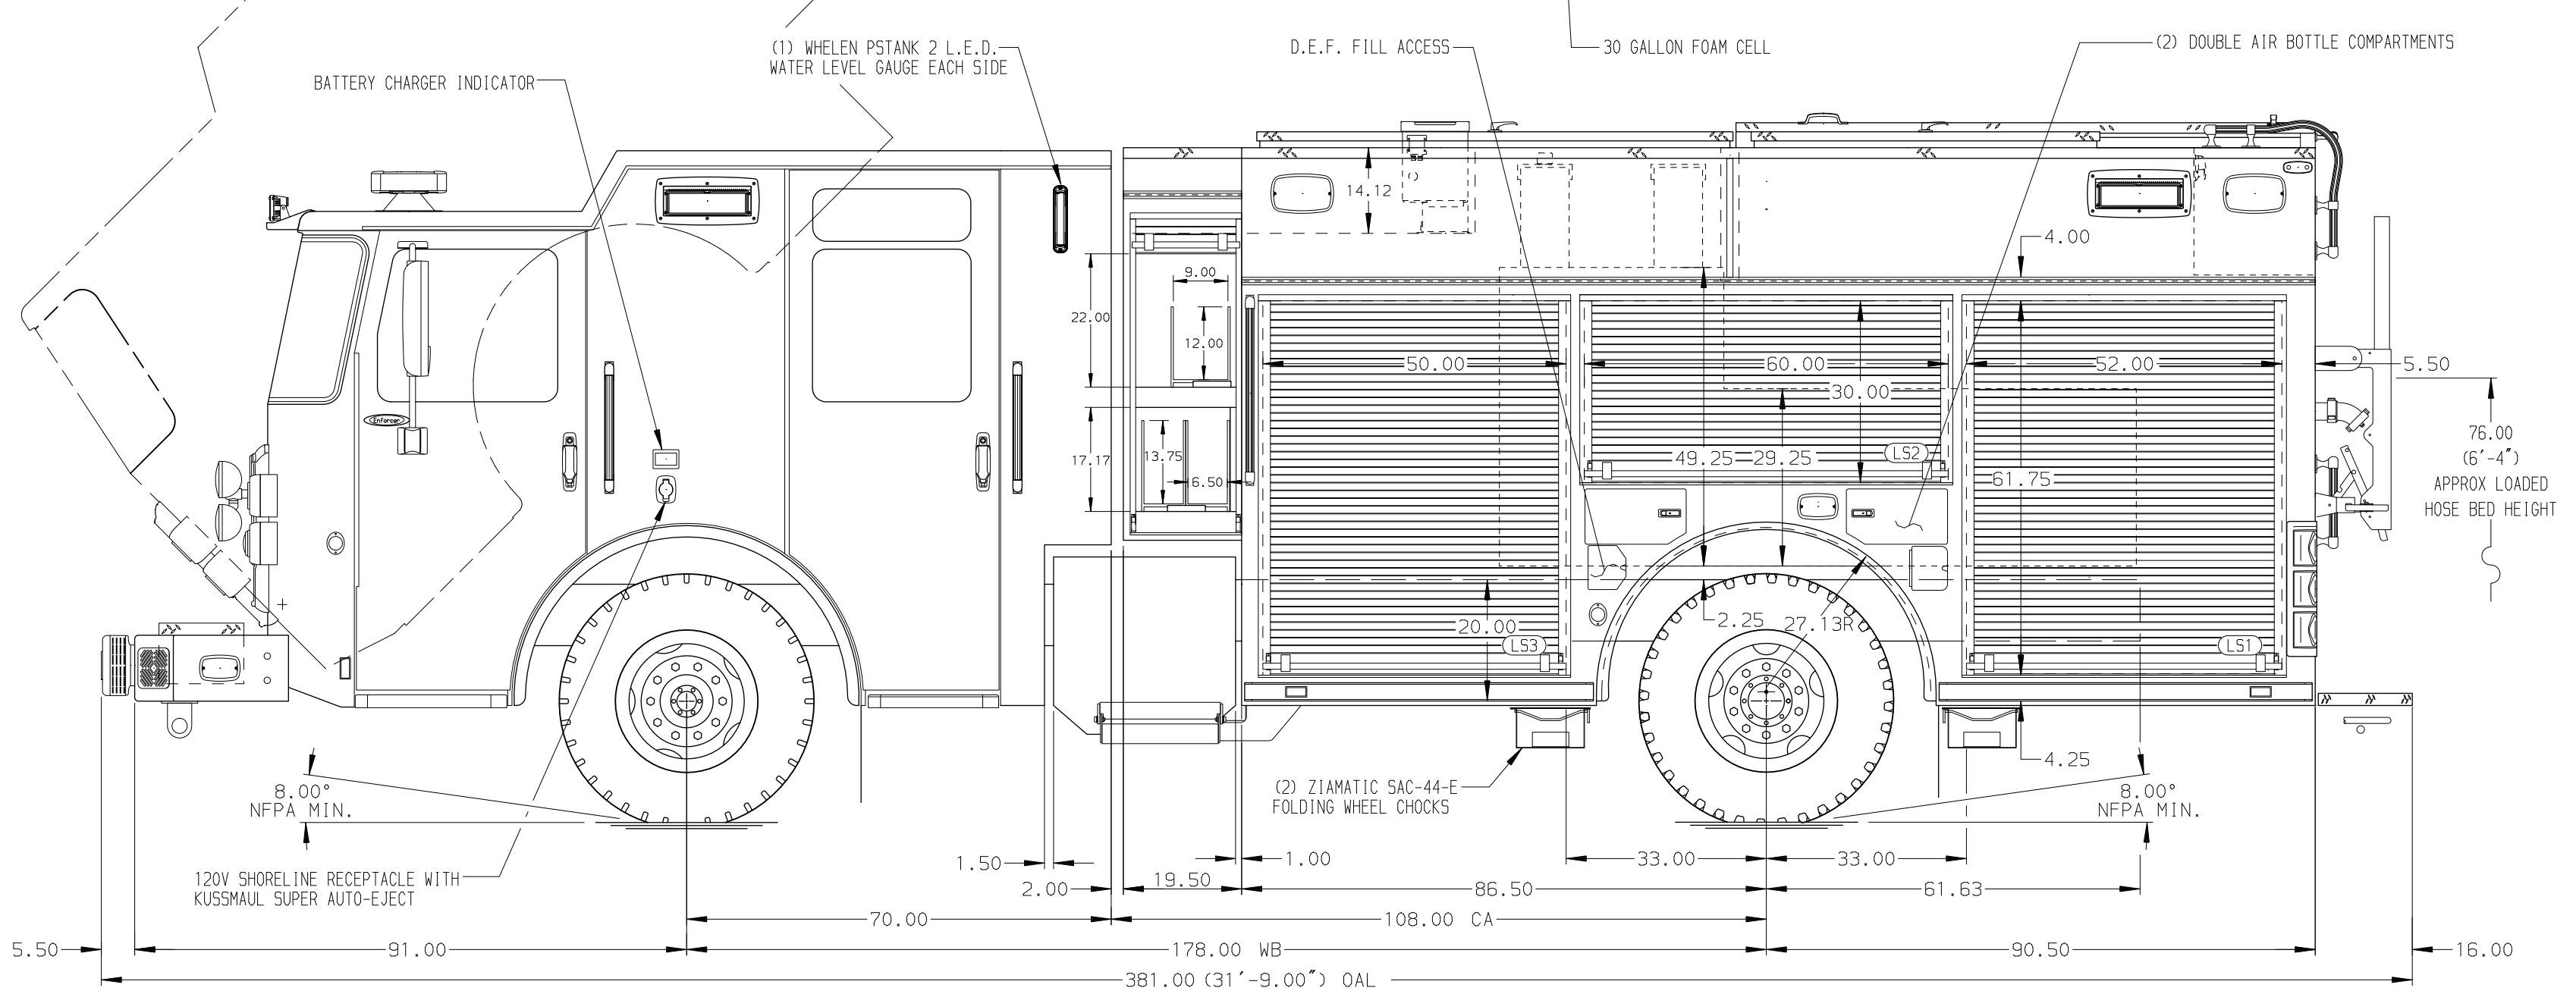 (1) WHELEN PSTANK 2 L.E.D.
WATER LEVEL GAUGE EACH SIDE
D.E.F. FILL ACCESS
30 GALLON FOAM CELL
(2) DOUBLE AIR BOTTLE COMPARTMENTS
BATTERY CHARGER INDICATOR
14.12
4.00
9.00
22.00
12.00
50.00
60.00
52.00
5.50
30.00
Enforcer
76.00
(6'-4")
APPROX LOADED
HOSE BED HEIGHT
17.17
13.75
6.50
49.25
29.25
LS2
61.75
2.25
27.13R
20.00
LS3
LS1
4.25
8.00°
NFPA MIN.
(2) ZIAMATIC SAC-44-E
FOLDING WHEEL CHOCKS
8.00°
NFPA MIN.
120V SHORELINE RECEPTACLE WITH
KUSSMAUL SUPER AUTO-EJECT
1.50
1.00
33.00
33.00
2.00
19.50
86.50
61.63
70.00
108.00 CA
5.50
91.00
178.00 WB
90.50
16.00
381.00 (31'-9.00") OAL